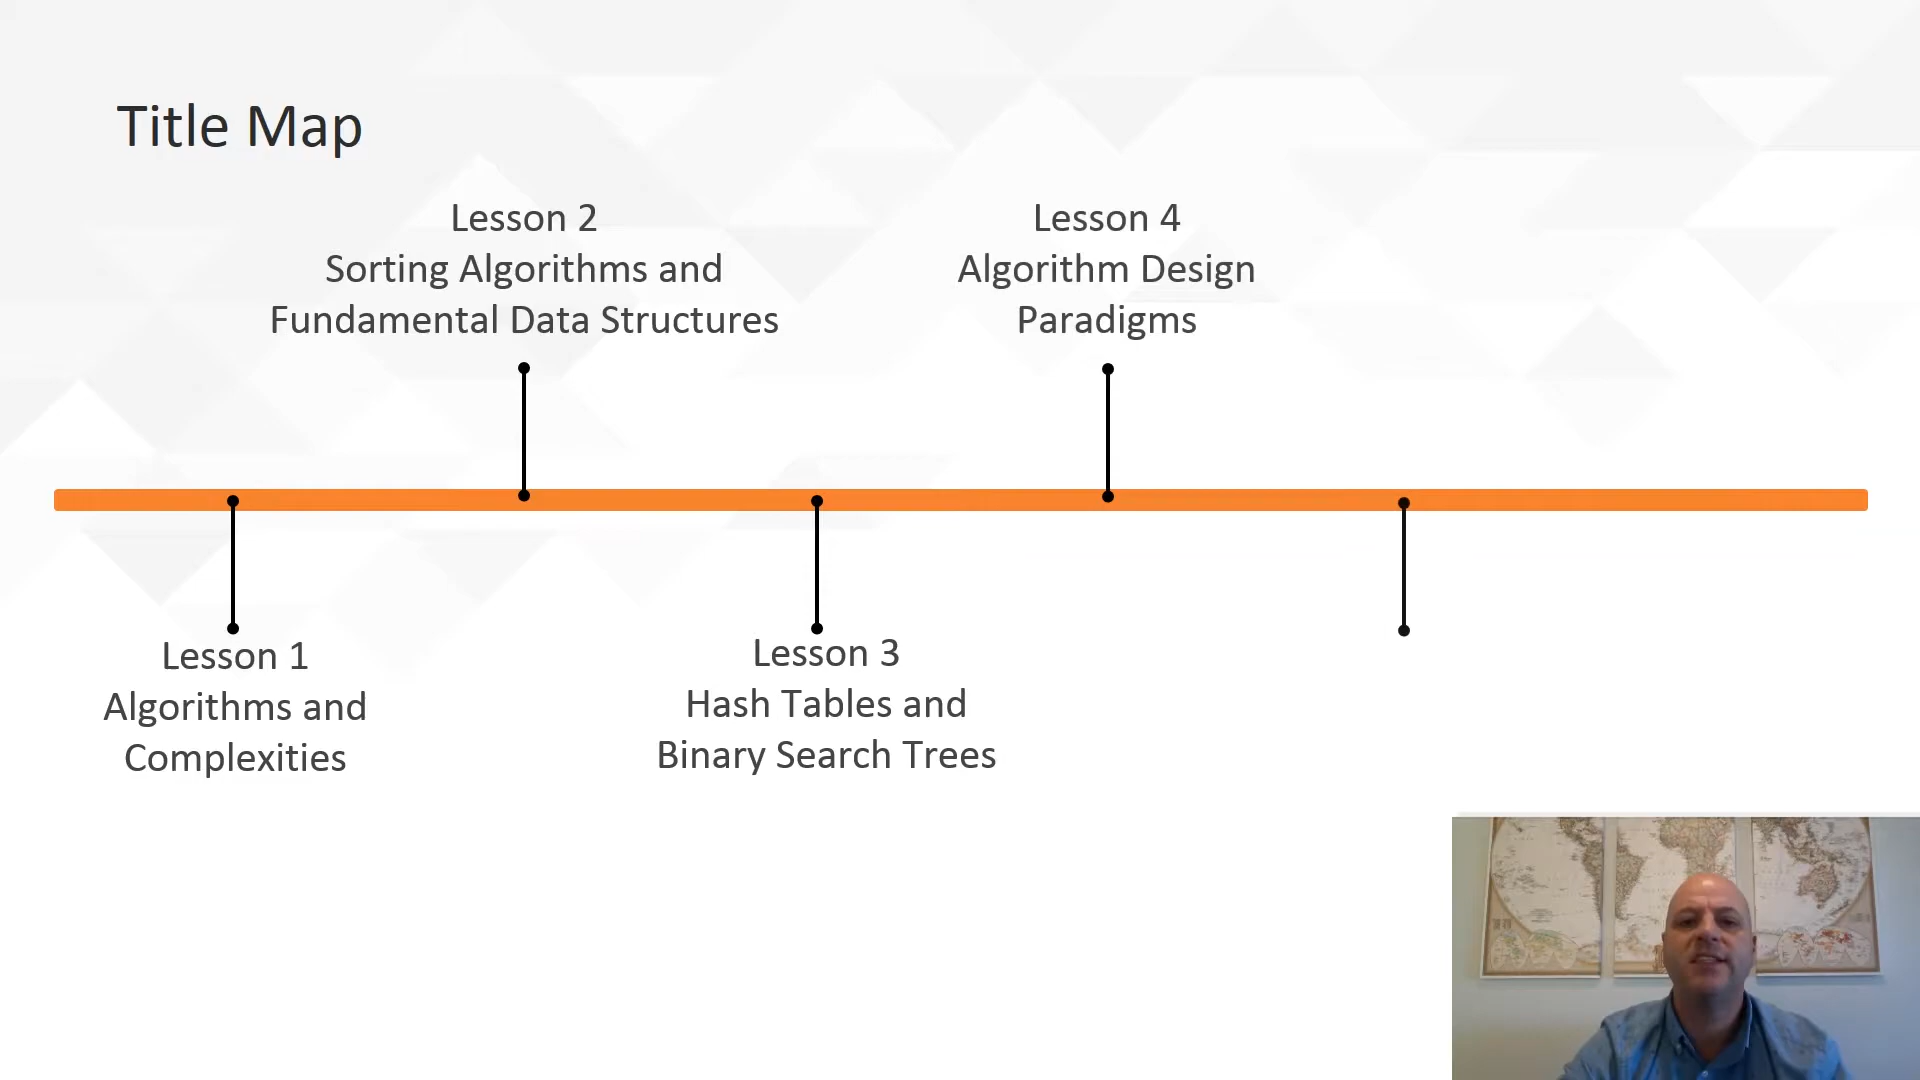 Title Map
Lesson 2
Sorting Algorithms and
Fundamental Data Structures
Lesson 4
Algorithm Design
Paradigms
Lesson 1
Algorithms and
Complexities
Lesson 3
Hash Tables and
Binary Search Trees